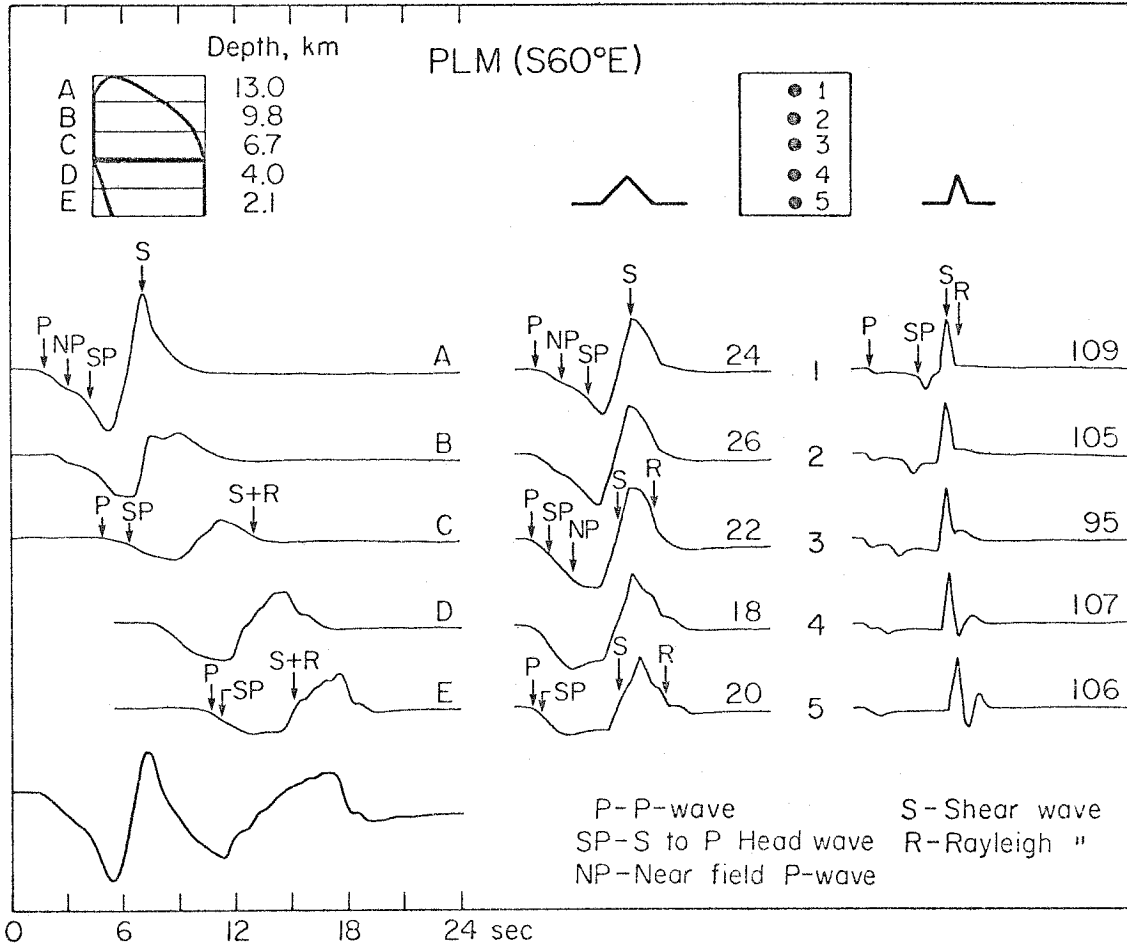 Depth, km
PLM (S60°E)
A 13.0
B 9.8
C 6.7
D 4.0
E 2.1
1
2
3
4
5
S
P
NP
SP
A
S
P
NP
SP
24
1
S
R
P
SP
109
B
26
2
105
P
SP
S+R
C
P
SP
NP
S
R
22
3
95
D
18
4
107
P
SP
S+R
E
P
SP
S
R
20
5
106
P-P-wave
S-Shear wave
SP-S to P Head wave
R-Rayleigh "
NP-Near field P-wave
0 6 12 18 24 sec